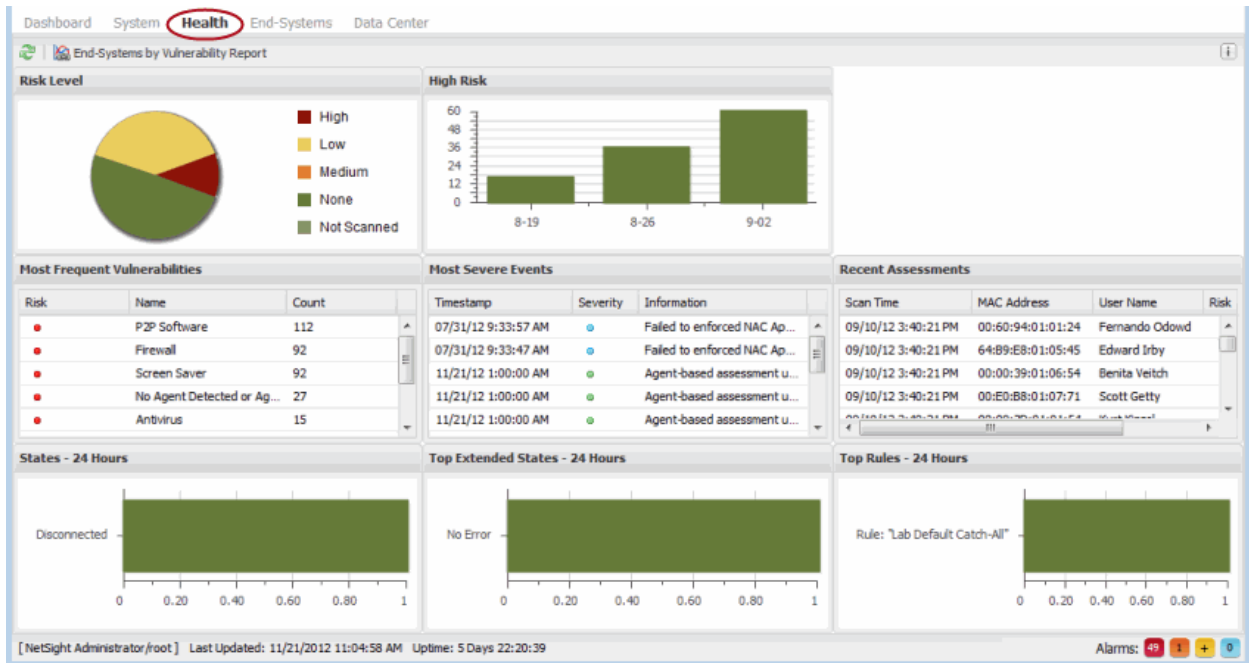 Dashboard System Health End-Systems Data Center
End-Systems by Vulnerability Report
Risk Level
High
Low
Medium
None
Not Scanned
High Risk
60
48
36
24
12
0
8-19 8-26 9-02
Most Frequent Vulnerabilities
Risk Name Count
P2P Software 112
Firewall 92
Screen Saver 92
No Agent Detected or Ag... 27
Antivirus 15
Most Severe Events
Timestamp Severity Information
07/31/12 9:33:57 AM Failed to enforced NAC Ap...
07/31/12 9:33:47 AM Failed to enforced NAC Ap...
11/21/12 1:00:00 AM Agent-based assessment u...
11/21/12 1:00:00 AM Agent-based assessment u...
11/21/12 1:00:00 AM Agent-based assessment u...
Recent Assessments
Scan Time MAC Address User Name Risk
09/10/12 3:40:21 PM 00:60:94:01:01:24 Fernando Odowd
09/10/12 3:40:21 PM 64:B9:E8:01:05:45 Edward Irby
09/10/12 3:40:21 PM 00:00:39:01:06:54 Benita Veitch
09/10/12 3:40:21 PM 00:E0:B8:01:07:71 Scott Getty
States - 24 Hours
Disconnected
0 0.20 0.40 0.60 0.80 1
Top Extended States - 24 Hours
No Error
0 0.20 0.40 0.60 0.80 1
Top Rules - 24 Hours
Rule: "Lab Default Catch-All"
0 0.20 0.40 0.60 0.80 1
[NetSight Administrator/root] Last Updated: 11/21/2012 11:04:58 AM Uptime: 5 Days 22:20:39
Alarms: 49 1 + 0